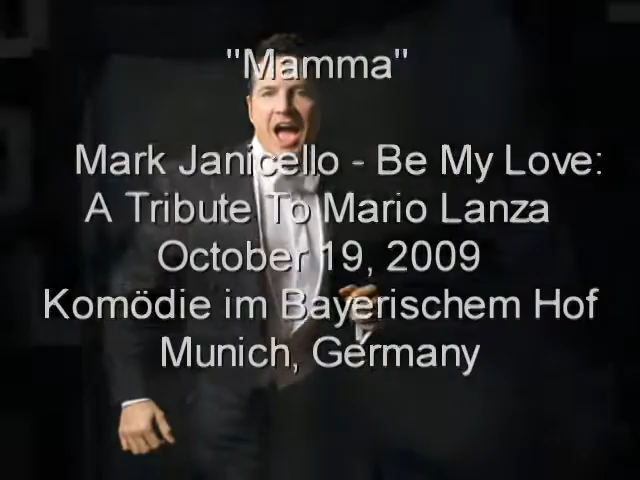 "Mamma"
Mark Janicello - Be My Love:
A Tribute To Mario Lanza
October 19, 2009
Komödie im Bayerischem Hof
Munich, Germany